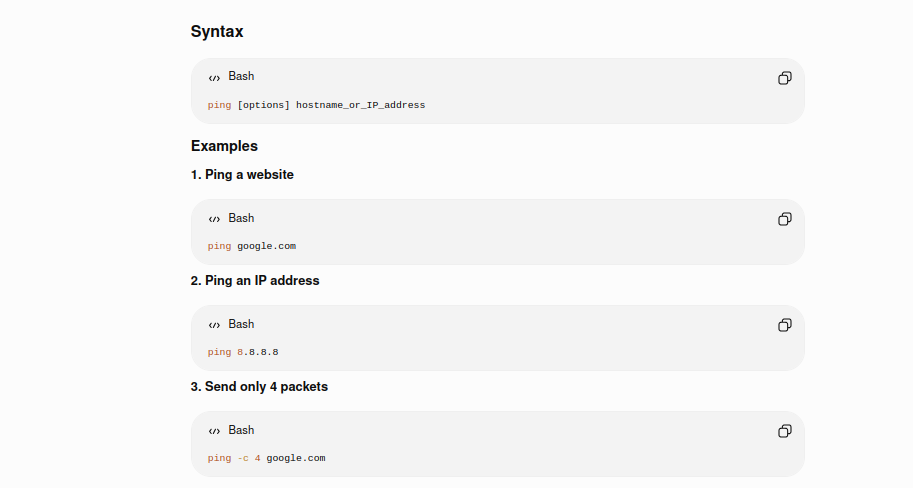 Syntax
Bash
ping [options] hostname_or_IP_address
Examples
1. Ping a website
Bash
ping google.com
2. Ping an IP address
Bash
ping 8.8.8.8
3. Send only 4 packets
Bash
ping -c 4 google.com